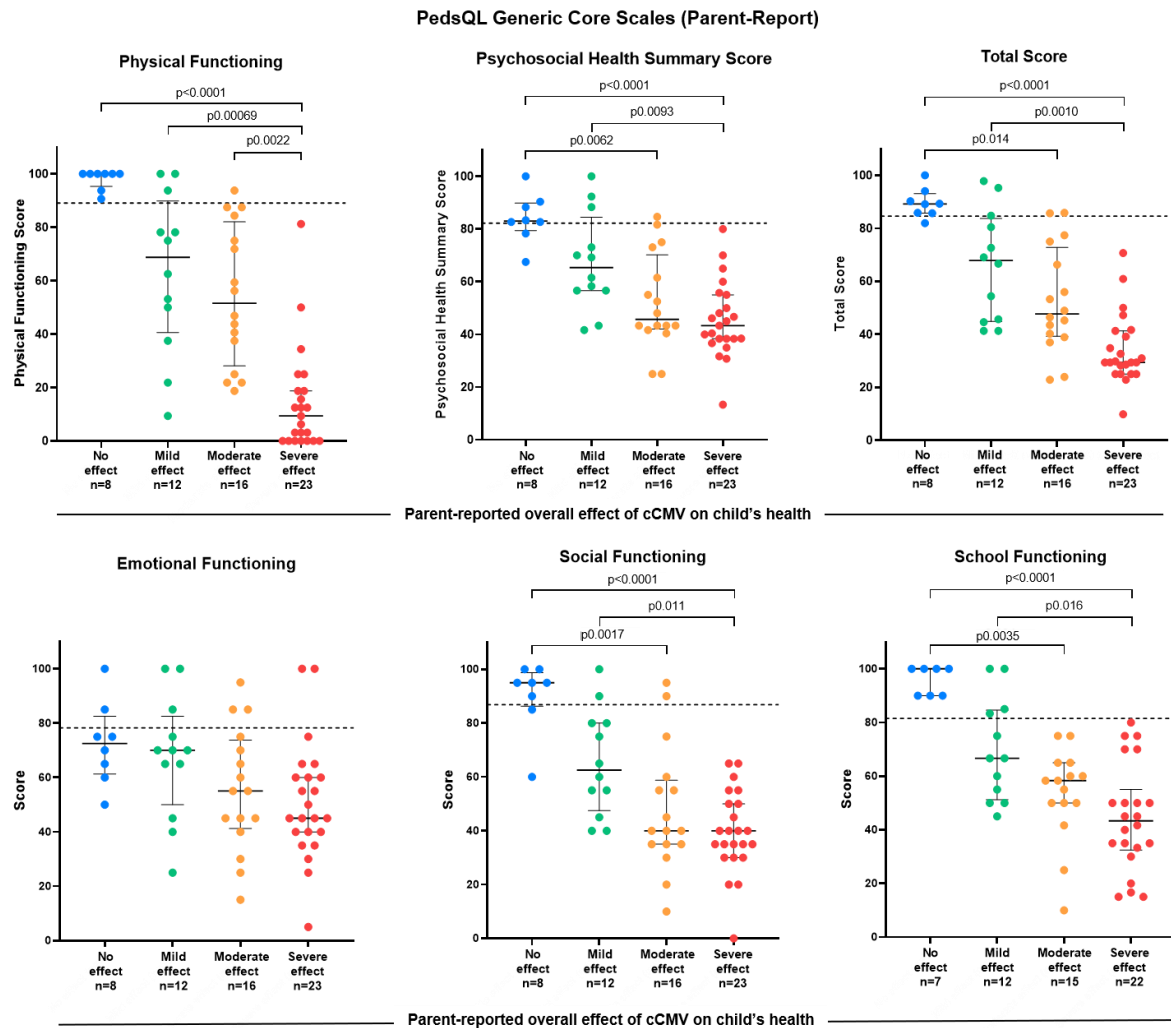 PedsQL Generic Core Scales (Parent-Report)
Physical Functioning
p<0.0001
p0.00069
p0.0022
Physical Functioning Score
100
80
60
40
20
0
No effect n=8
Mild effect n=12
Moderate effect n=16
Severe effect n=23
Psychosocial Health Summary Score
p<0.0001
p0.0093
p0.0062
Psychosocial Health Summary Score
100
80
60
40
20
0
No effect n=8
Mild effect n=12
Moderate effect n=16
Severe effect n=23
Total Score
p<0.0001
p0.0010
p0.014
Total Score
100
80
60
40
20
0
No effect n=8
Mild effect n=12
Moderate effect n=16
Severe effect n=23
Parent-reported overall effect of cCMV on child's health
Emotional Functioning
Score
100
80
60
40
20
0
No effect n=8
Mild effect n=12
Moderate effect n=16
Severe effect n=23
Social Functioning
p<0.0001
p0.011
p0.0017
Score
100
80
60
40
20
0
No effect n=8
Mild effect n=12
Moderate effect n=16
Severe effect n=23
School Functioning
p<0.0001
p0.016
p0.0035
Score
100
80
60
40
20
0
No effect n=7
Mild effect n=12
Moderate effect n=15
Severe effect n=22
Parent-reported overall effect of cCMV on child's health